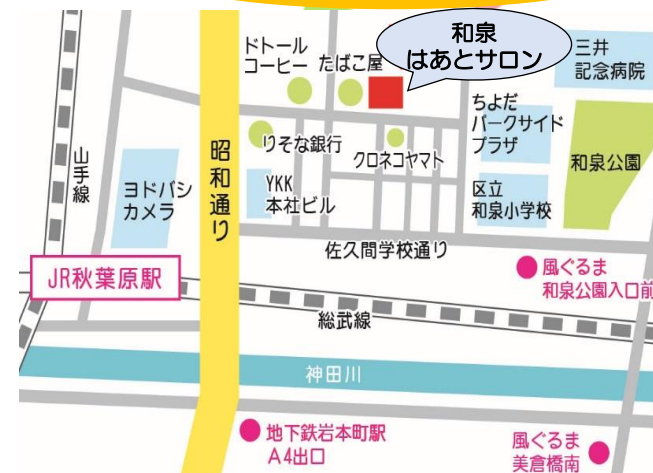 和泉
はあとサロン
ドトール
コーヒー
たばこ屋
三井
記念病院
ちよだ
パークサイド
プラザ
和泉公園
りそな銀行
クロネコヤマト
昭和通り
山手線
ヨドバシ
カメラ
YKK
本社ビル
区立
和泉小学校
佐久間学校通り
JR秋葉原駅
風ぐるま
和泉公園入口前
総武線
神田川
地下鉄岩本町駅
A4出口
風ぐるま
美倉橋南